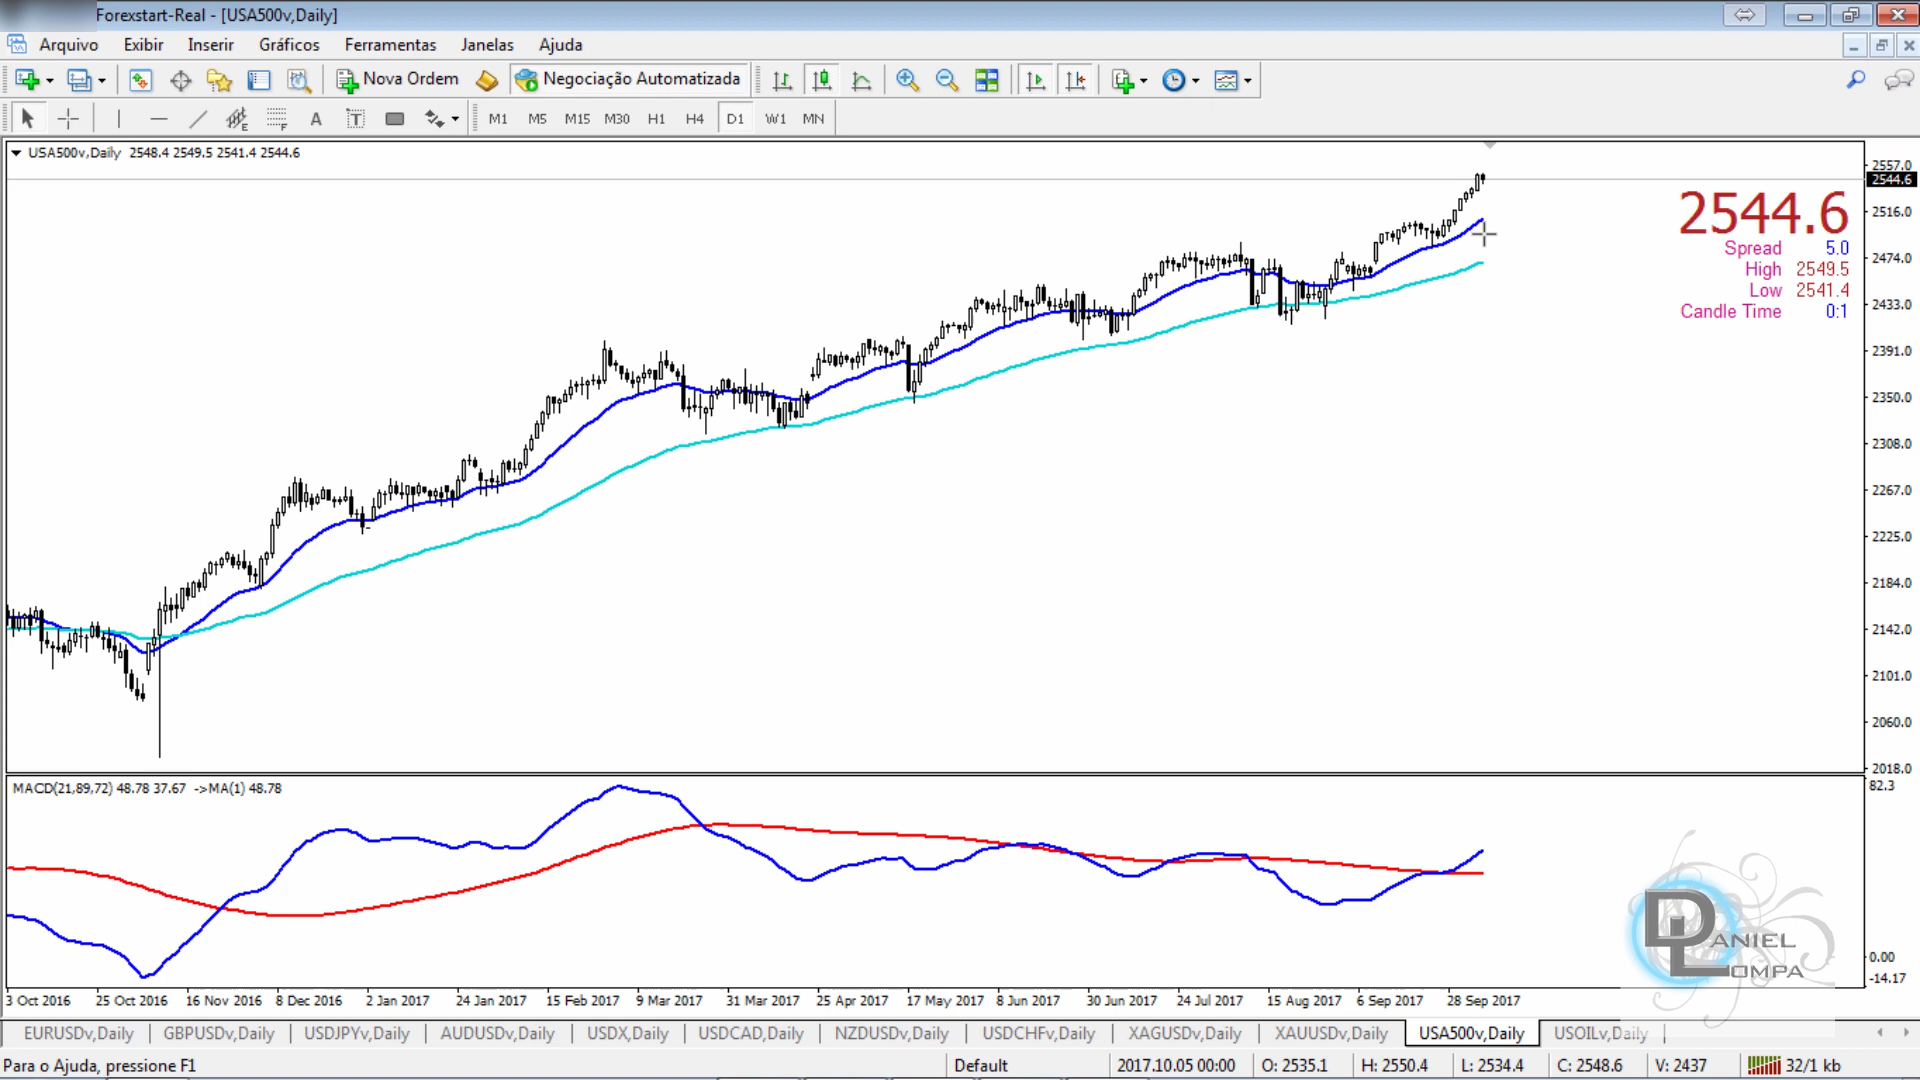 Forexstart-Real - [USA500v,Daily]
Arquivo Exibir Inserir Gráficos Ferramentas Janelas Ajuda
Nova Ordem Negociação Automatizada
E F A T M1 M5 M15 M30 H1 H4 D1 W1 MN
USA500v,Daily 2548.4 2549.5 2541.4 2544.6
2557.0
2544.6
2516.0
2474.0
2433.0
2391.0
2350.0
2308.0
2267.0
2225.0
2184.0
2142.0
2101.0
2060.0
2018.0
2544.6
Spread 5.0
High 2549.5
Low 2541.4
Candle Time 0:1
MACD(21,89,72) 48.78 37.67 ->MA(1) 48.78
82.3
0.00
-14.17
DANIEL
LOMPA
3 Oct 2016 25 Oct 2016 16 Nov 2016 8 Dec 2016 2 Jan 2017 24 Jan 2017 15 Feb 2017 9 Mar 2017 31 Mar 2017 25 Apr 2017 17 May 2017 8 Jun 2017 30 Jun 2017 24 Jul 2017 15 Aug 2017 6 Sep 2017 28 Sep 2017
EURUSDv,Daily GBPUSDv,Daily USDJPYv,Daily AUDUSDv,Daily USDX,Daily USDCAD,Daily NZDUSDv,Daily USDCHFv,Daily XAGUSDv,Daily XAUUSDv,Daily USA500v,Daily USOILv,Daily
Para o Ajuda, pressione F1 Default 2017.10.05 00:00 O: 2535.1 H: 2550.4 L: 2534.4 C: 2548.6 V: 2437 32/1 kb